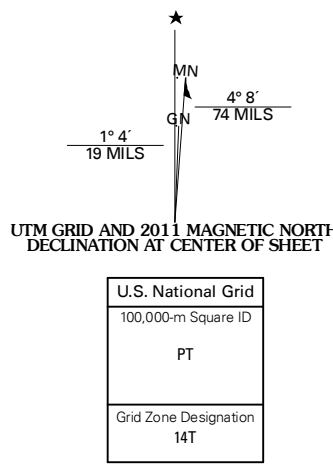 ★
MN
4° 8´
74 MILS
GN
1° 4´
19 MILS
UTM GRID AND 2011 MAGNETIC NORTH
DECLINATION AT CENTER OF SHEET
U.S. National Grid
100,000-m Square ID
PT
Grid Zone Designation
14T